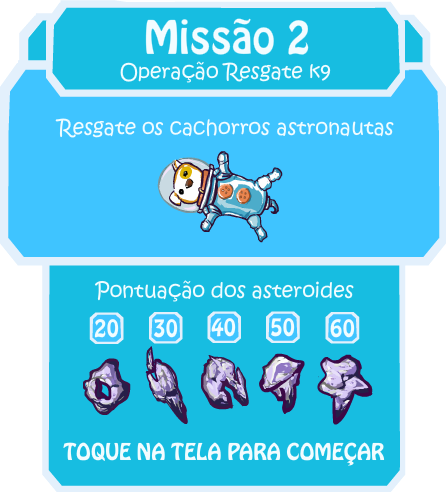 Missão 2
Operação Resgate k9
Resgate os cachorros astronautas
Pontuação dos asteroides
20 30 40 50 60
TOQUE NA TELA PARA COMEÇAR